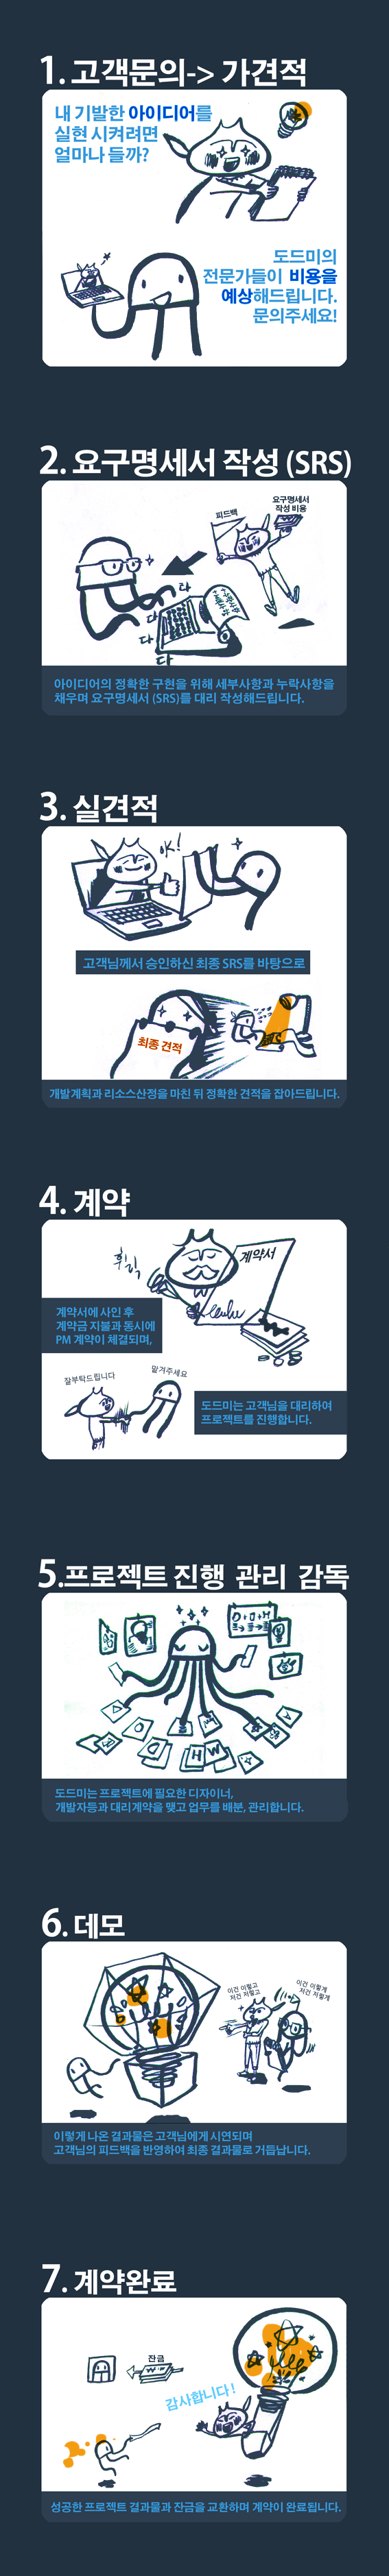 1. 고객문의-> 가견적
내 기발한 아이디어를
실현 시켜려면
얼마나 들까?
도드미의
전문가들이 비용을
예상해드립니다.
문의주세요!
2. 요구명세서 작성 (SRS)
요구명세서
작성 비용
피드백
타
다
다
다
아이디어의 정확한 구현을 위해 세부사항과 누락사항을
채우며 요구명세서 (SRS)를 대리 작성해드립니다.
3. 실견적
OK!
고객님께서 승인하신 최종 SRS를 바탕으로
최종 견적
개발계획과 리소스산정을 마친 뒤 정확한 견적을 잡아드립니다.
4. 계약
계약서
휘릭
계약서에 사인 후
계약금 지불과 동시에
PM 계약이 체결되며,
잘부탁드립니다
맡겨주세요
도드미는 고객님을 대리하여
프로젝트를 진행합니다.
5.프로젝트 진행 관리 감독
도드미는 프로젝트에 필요한 디자이너,
개발자등과 대리계약을 맺고 업무를 배분, 관리합니다.
6. 데모
이건 이렇고
저건 저렇고
이건 이렇게
저건 저렇게
이렇게 나온 결과물은 고객님에게 시연되며
고객님의 피드백을 반영하여 최종 결과물로 거듭납니다.
7. 계약완료
잔금
감사합니다!
성공한 프로젝트 결과물과 잔금을 교환하며 계약이 완료됩니다.